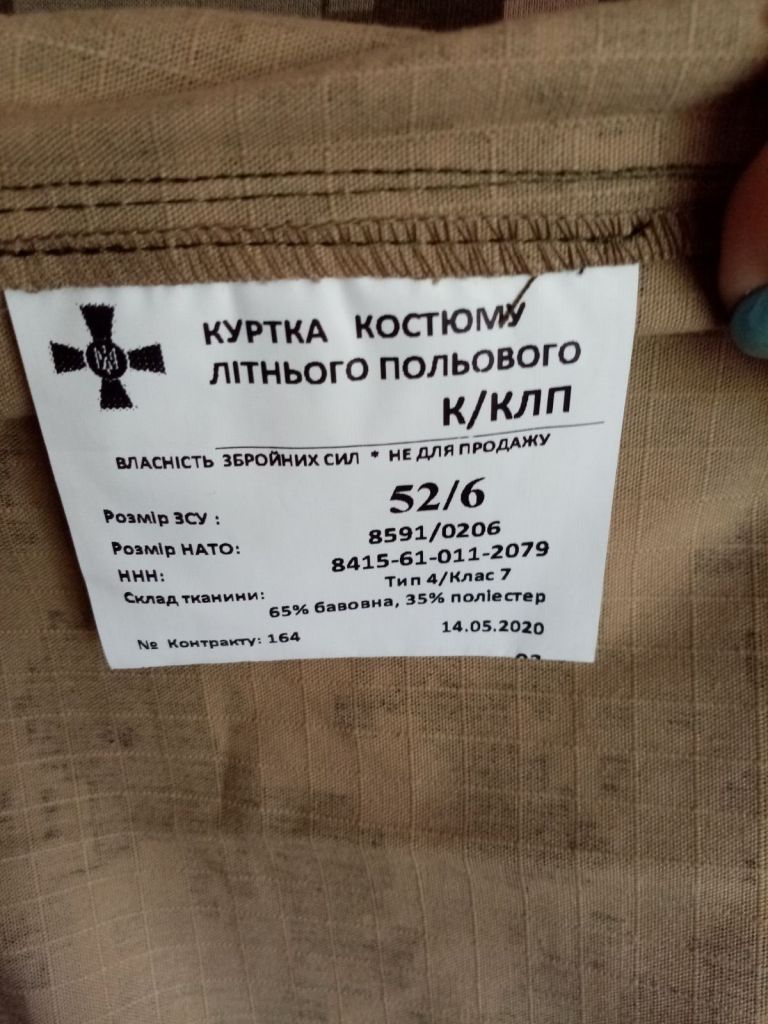 КУРТКА КОСТЮМУ
ЛІТНЬОГО ПОЛЬОВОГО
К/КЛП
ВЛАСНІСТЬ ЗБРОЙНИХ СИЛ * НЕ ДЛЯ ПРОДАЖУ
Розмір ЗСУ : 52/6
Розмір НАТО: 8591/0206
ННН: 8415-61-011-2079
Склад тканини: Тип 4/Клас 7
65% бавовна, 35% поліестер
№ Контракту: 164 14.05.2020